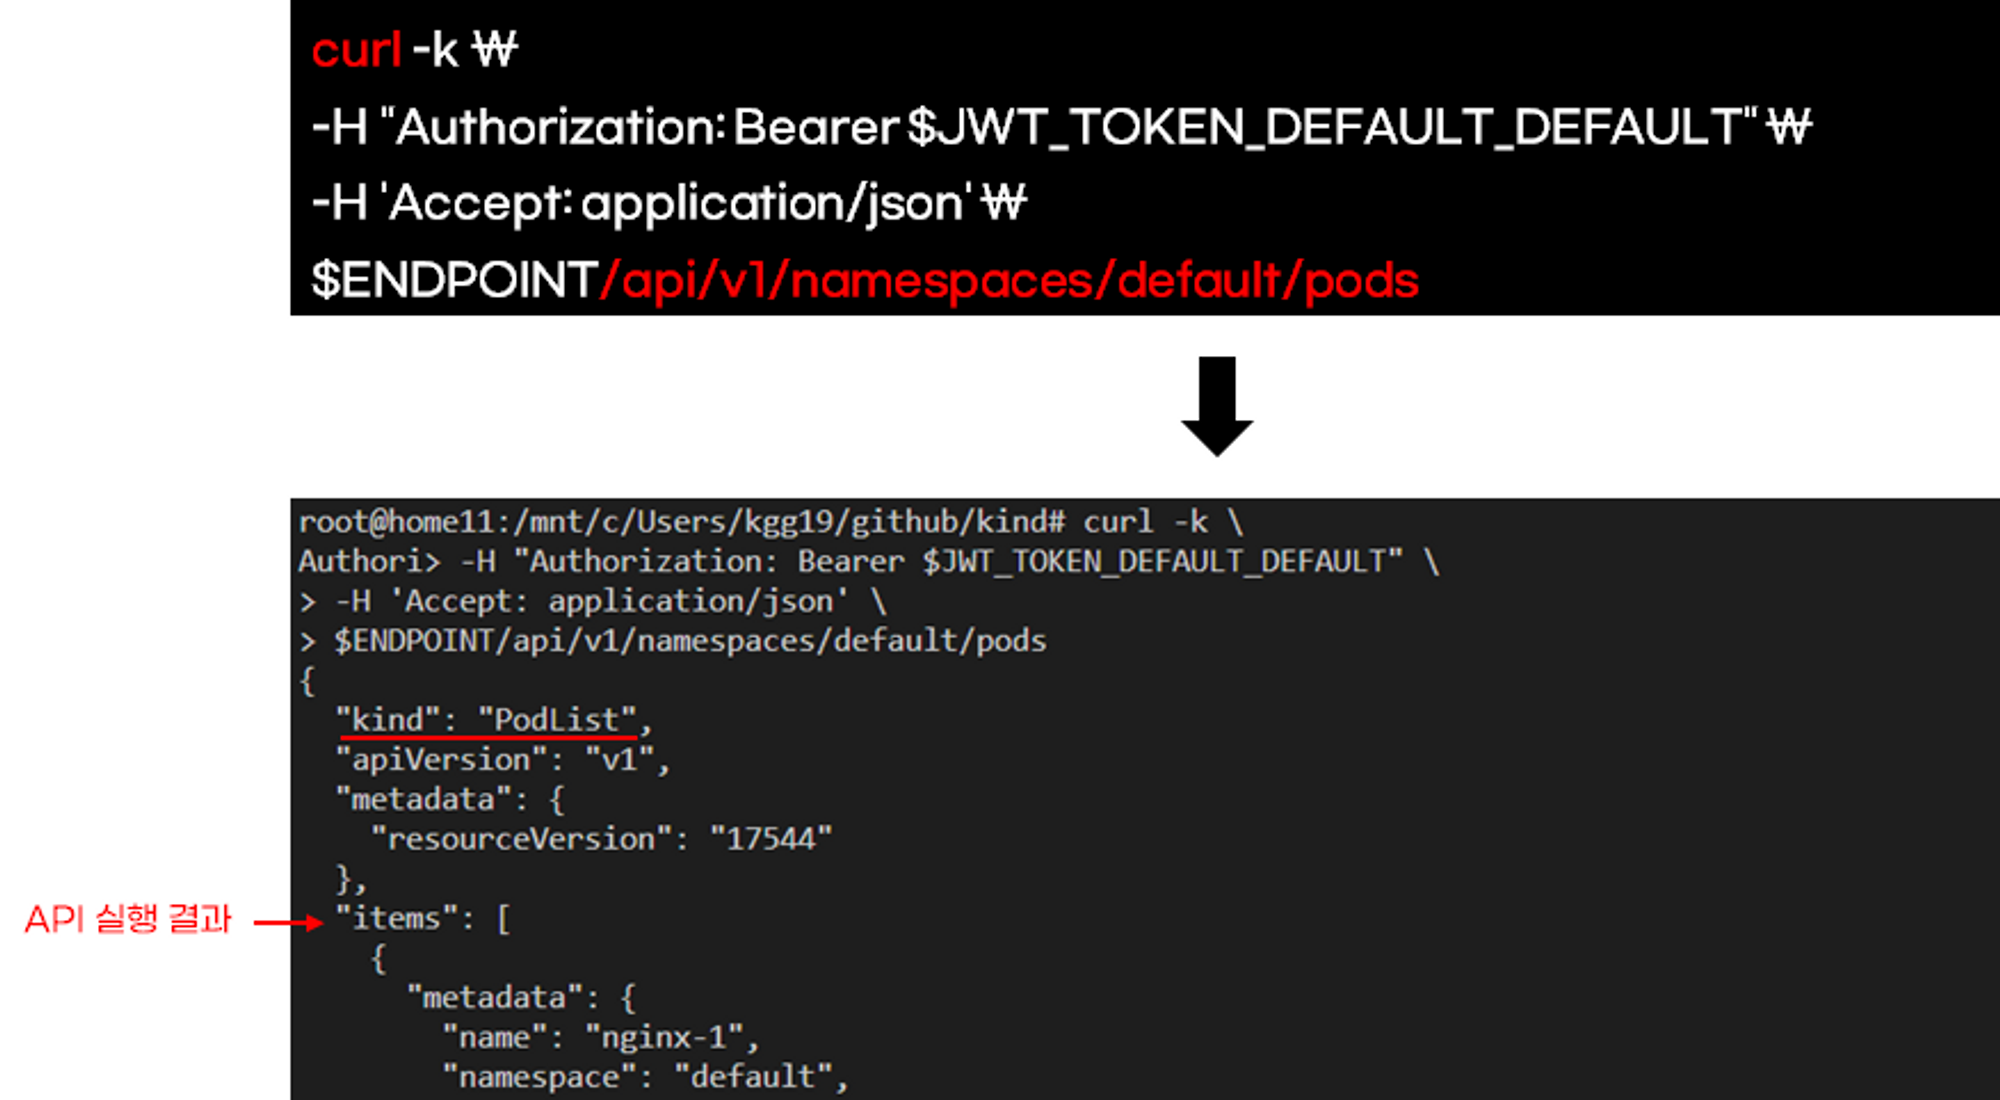 curl -k ₩
-H "Authorization: Bearer $JWT_TOKEN_DEFAULT_DEFAULT" ₩
-H 'Accept: application/json' ₩
$ENDPOINT/api/v1/namespaces/default/pods
root@home11:/mnt/c/Users/kgg19/github/kind# curl -k \
Authori> -H "Authorization: Bearer $JWT_TOKEN_DEFAULT_DEFAULT" \
> -H 'Accept: application/json' \
> $ENDPOINT/api/v1/namespaces/default/pods
{
  "kind": "PodList",
  "apiVersion": "v1",
  "metadata": {
    "resourceVersion": "17544"
  },
API 실행 결과
  "items": [
    {
      "metadata": {
        "name": "nginx-1",
        "namespace": "default",